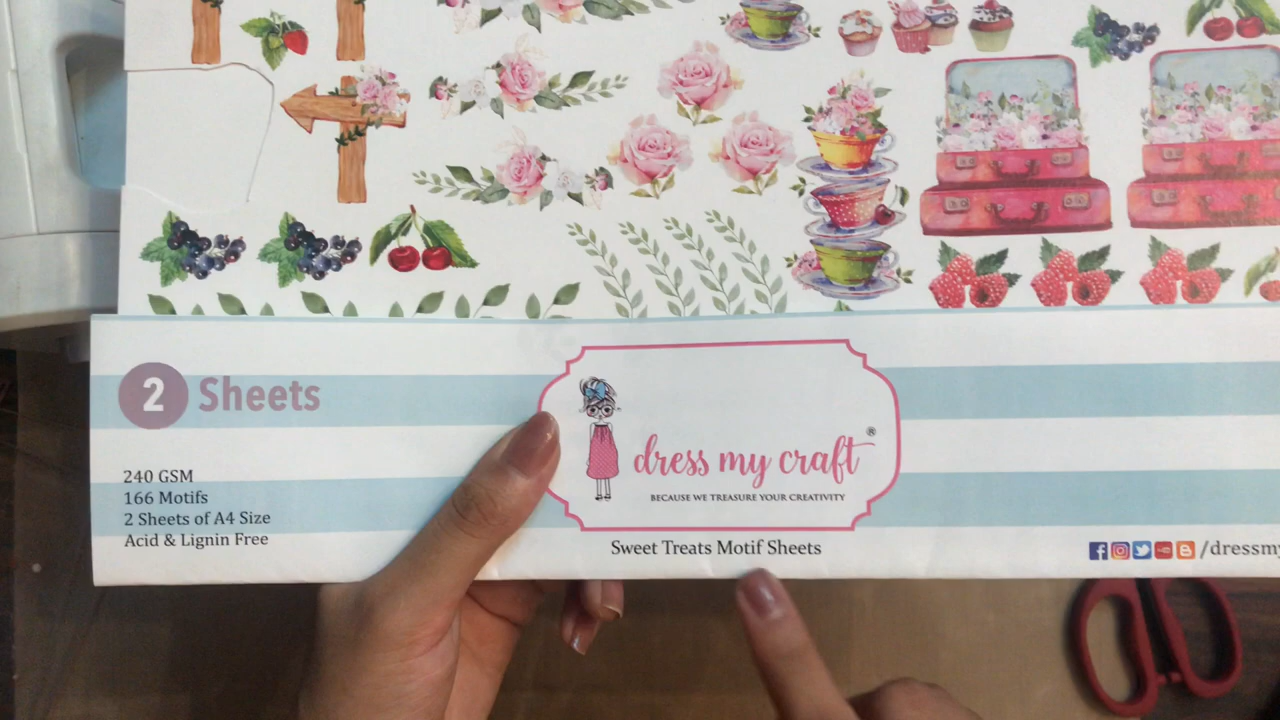 2 Sheets
240 GSM
166 Motifs
2 Sheets of A4 Size
Acid & Lignin Free
dress my craft ®
BECAUSE WE TREASURE YOUR CREATIVITY
Sweet Treats Motif Sheets
/dressmy